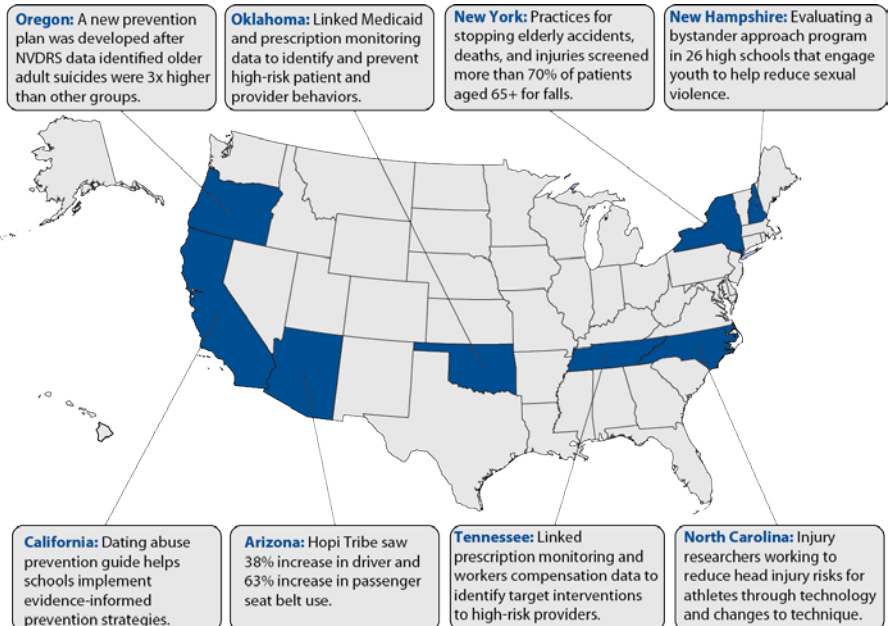 Oregon: A new prevention
plan was developed after
NVDRS data identified older
adult suicides were 3x higher
than other groups.
Oklahoma: Linked Medicaid
and prescription monitoring
data to identify and prevent
high-risk patient and
provider behaviors.
New York: Practices for
stopping elderly accidents,
deaths, and injuries screened
more than 70% of patients
aged 65+ for falls.
New Hampshire: Evaluating a
bystander approach program
in 26 high schools that engage
youth to help reduce sexual
violence.
California: Dating abuse
prevention guide helps
schools implement
evidence-informed
prevention strategies.
Arizona: Hopi Tribe saw
38% increase in driver and
63% increase in passenger
seat belt use.
Tennessee: Linked
prescription monitoring and
workers compensation data to
identify target interventions
to high-risk providers.
North Carolina: Injury
researchers working to
reduce head injury risks for
athletes through technology
and changes to technique.